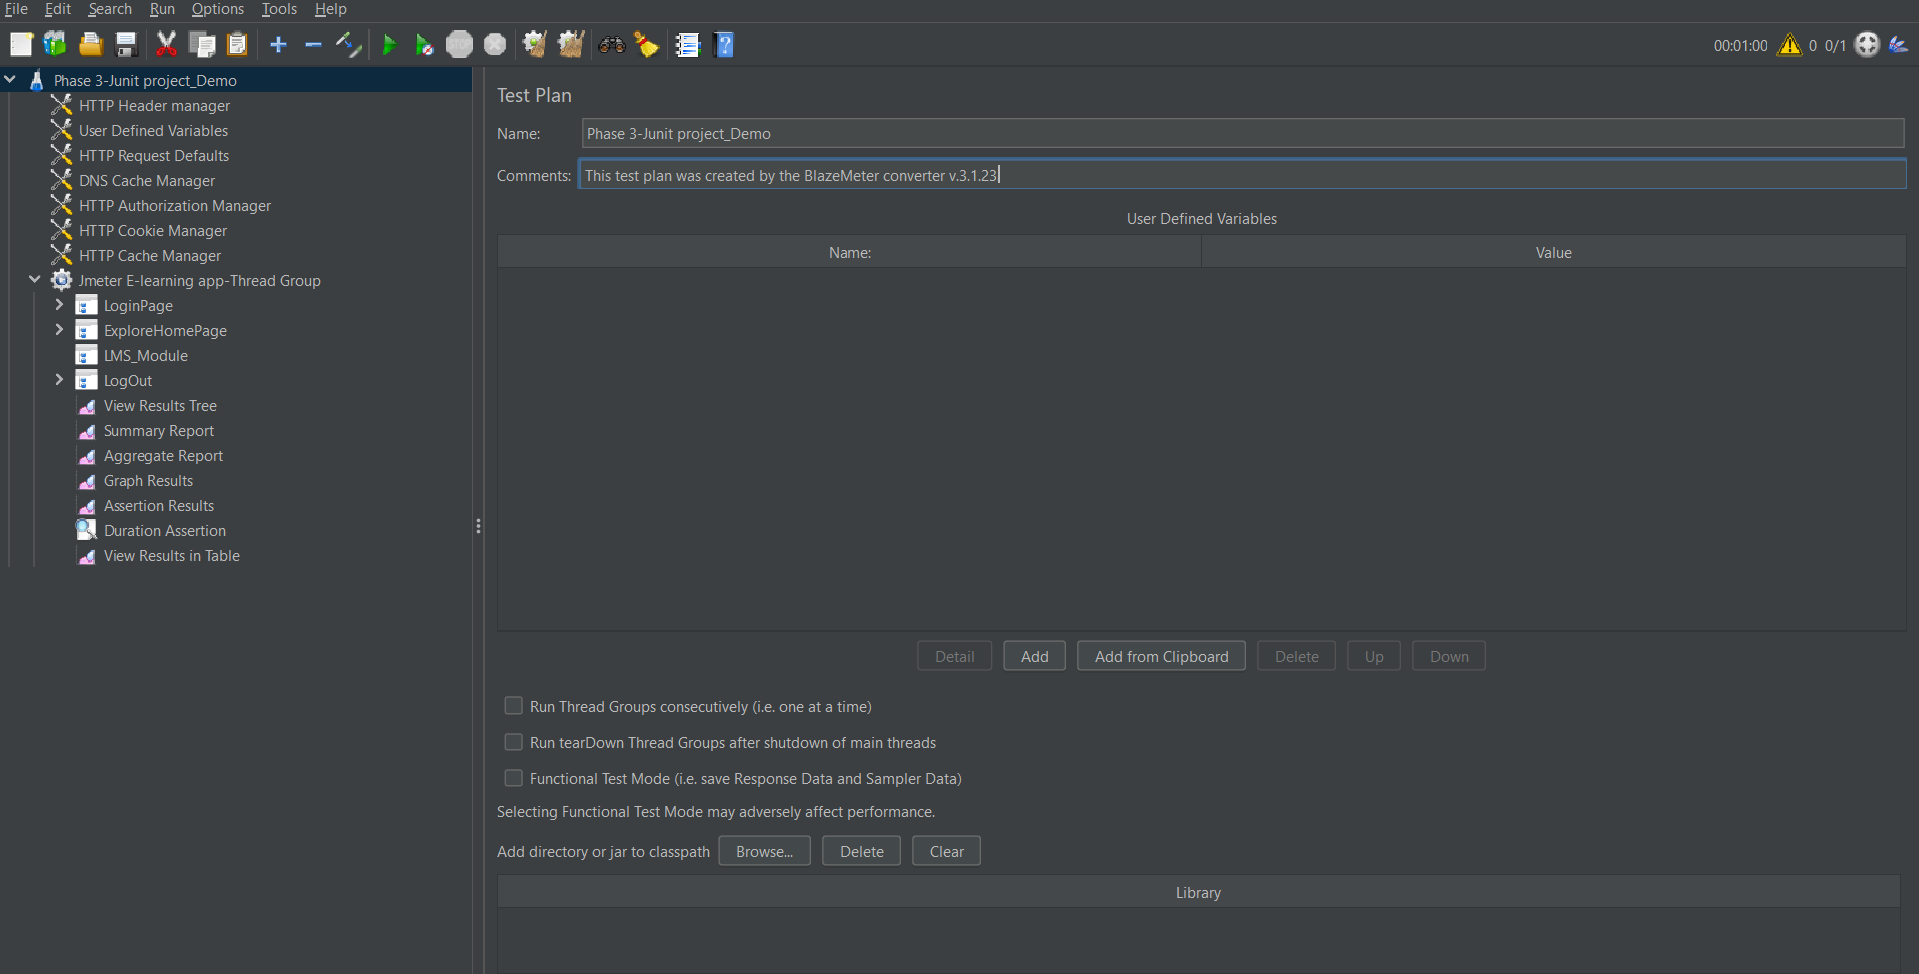 File Edit Search Run Options Tools Help
STOP
00:01:00 0 0/1
Phase 3-Junit project_Demo
HTTP Header manager
User Defined Variables
HTTP Request Defaults
DNS Cache Manager
HTTP Authorization Manager
HTTP Cookie Manager
HTTP Cache Manager
Jmeter E-learning app-Thread Group
LoginPage
ExploreHomePage
LMS_Module
LogOut
View Results Tree
Summary Report
Aggregate Report
Graph Results
Assertion Results
Duration Assertion
View Results in Table
Test Plan
Name: Phase 3-Junit project_Demo
Comments: This test plan was created by the BlazeMeter converter v.3.1.23
User Defined Variables
Name: Value
Detail Add Add from Clipboard Delete Up Down
Run Thread Groups consecutively (i.e. one at a time)
Run tearDown Thread Groups after shutdown of main threads
Functional Test Mode (i.e. save Response Data and Sampler Data)
Selecting Functional Test Mode may adversely affect performance.
Add directory or jar to classpath Browse... Delete Clear
Library